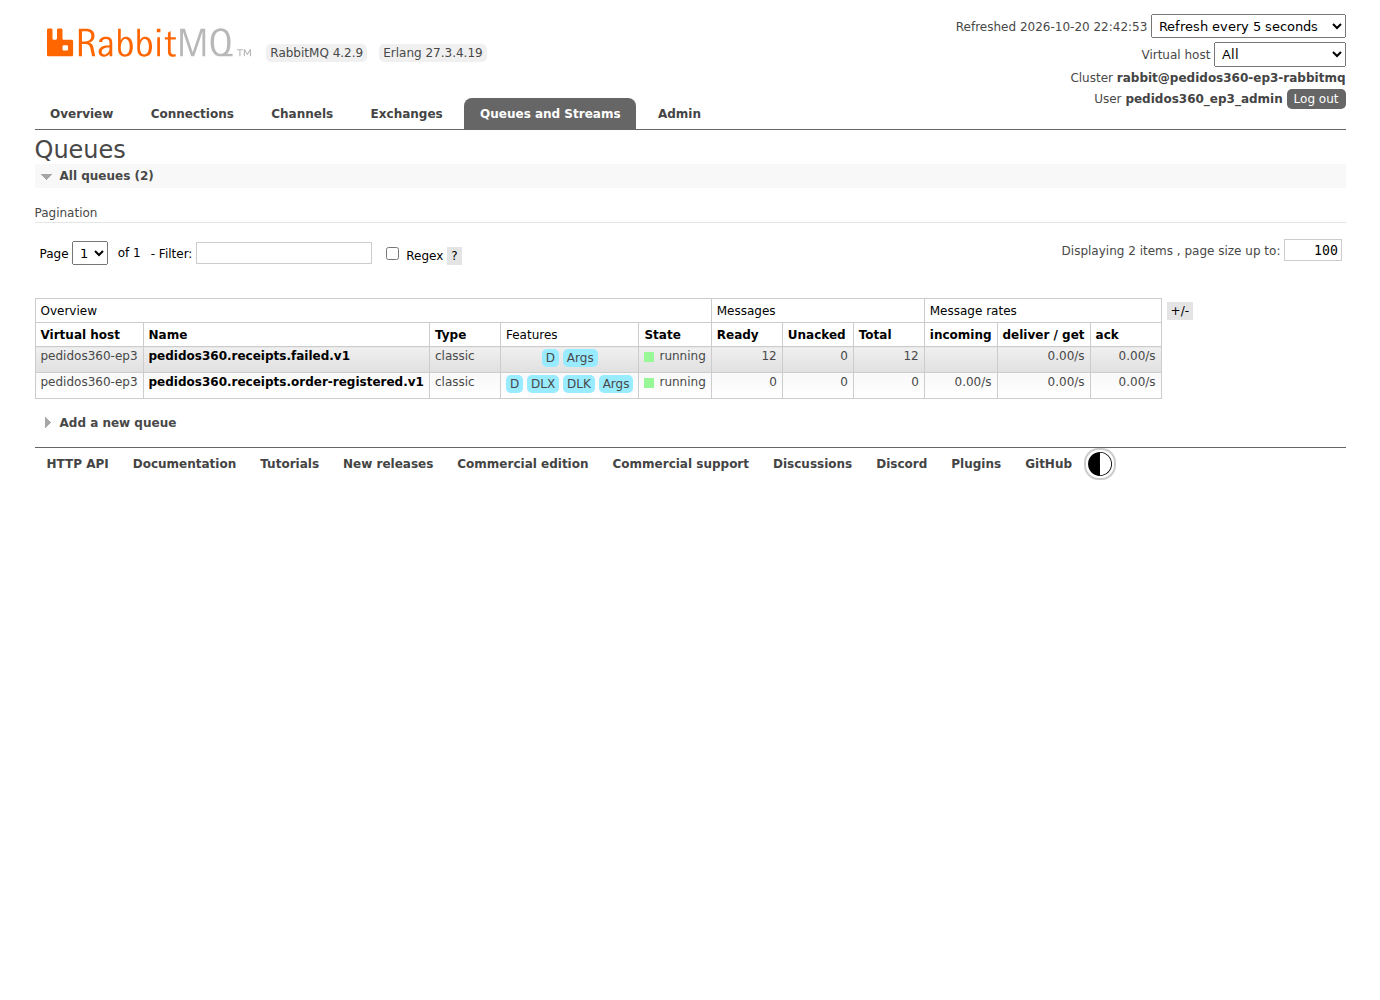 RabbitMQ TM
RabbitMQ 4.2.9 Erlang 27.3.4.19
Refreshed 2026-10-20 22:42:53 Refresh every 5 seconds
Virtual host All
Cluster rabbit@pedidos360-ep3-rabbitmq
User pedidos360_ep3_admin Log out
Overview Connections Channels Exchanges Queues and Streams Admin
Queues
All queues (2)
Pagination
Page 1 of 1 - Filter: Regex ? Displaying 2 items , page size up to: 100
Overview Messages Message rates +/-
Virtual host Name Type Features State Ready Unacked Total incoming deliver / get ack
pedidos360-ep3 pedidos360.receipts.failed.v1 classic D Args running 12 0 12 0.00/s 0.00/s
pedidos360-ep3 pedidos360.receipts.order-registered.v1 classic D DLX DLK Args running 0 0 0 0.00/s 0.00/s 0.00/s
Add a new queue
HTTP API Documentation Tutorials New releases Commercial edition Commercial support Discussions Discord Plugins GitHub